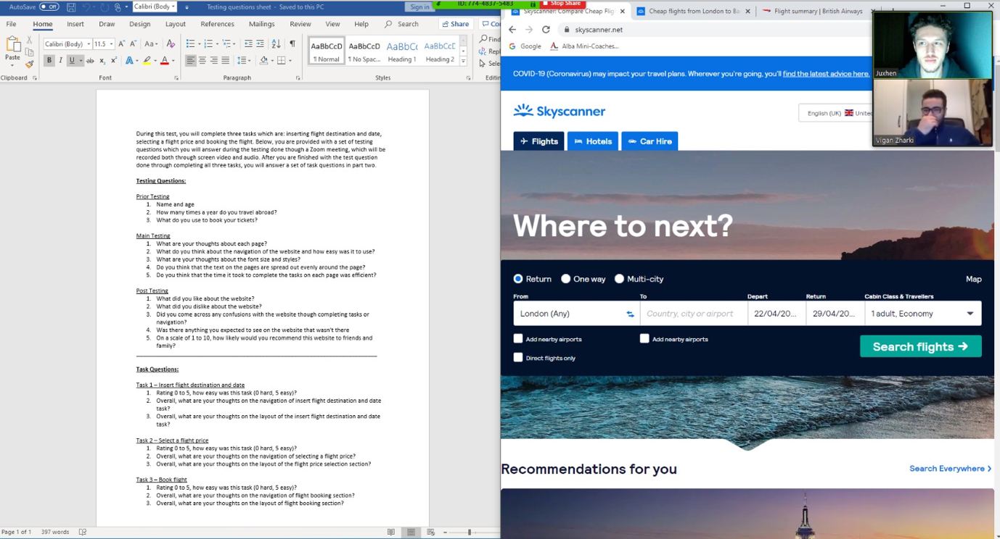 AutoSave Off
Calibri (Body)
Testing questions sheet - Saved to this PC
Sign in
ID: 774-4837-5483
Stop Share
File Home Insert Draw Design Layout References Mailings Review View Help Search Share
Paste
Calibri (Body) 11.5
AaBbCcD AaBbCcD AaBbC AaBbCcD
¶ Normal ¶ No Spac... Heading 1 Heading 2
Clipboard Font Paragraph Styles
During this test, you will complete three tasks which are: inserting flight destination and date,
selecting a flight price and booking the flight. Below, you are provided with a set of testing
questions which you will answer during the testing done though a Zoom meeting, which will be
recorded both through screen video and audio. After you are finished with the test question
done through completing all three tasks, you will answer a set of task questions in part two.
Testing Questions:
Prior Testing
1. Name and age
2. How many times a year do you travel abroad?
3. What do you use to book your tickets?
Main Testing
1. What are your thoughts about each page?
2. What do you think about the navigation of the website and how easy was it to use?
3. What are your thoughts about the font size and styles?
4. Do you think that the text on the pages are spread out evenly around the page?
5. Do you think that the time it took to complete the tasks on each page was efficient?
Post Testing
1. What did you like about the website?
2. What did you dislike about the website?
3. Did you come across any confusions with the website though completing tasks or
navigation?
4. Was there anything you expected to see on the website that wasn't there
5. On a scale of 1 to 10, how likely would you recommend this website to friends and
family?
Task Questions:
Task 1 – Insert flight destination and date
1. Rating 0 to 5, how easy was this task (0 hard, 5 easy)?
2. Overall, what are your thoughts on the navigation of insert flight destination and date
task?
3. Overall, what are your thoughts on the layout of the insert flight destination and date
task?
Task 2 – Select a flight price
1. Rating 0 to 5, how easy was this task (0 hard, 5 easy)?
2. Overall, what are your thoughts on the navigation of selecting a flight price?
3. Overall, what are your thoughts on the layout of the flight price selection section?
Task 3 – Book flight
1. Rating 0 to 5, how easy was this task (0 hard, 5 easy)?
2. Overall, what are your thoughts on the navigation of flight booking section?
3. Overall, what are your thoughts on the layout of flight booking section?
Page 1 of 1 397 words
Skyscanner: Compare Cheap Flig
Cheap flights from London to Ba
Flight summary | British Airways
skyscanner.net
Google
Alba Mini-Coaches...
COVID-19 (Coronavirus) may impact your travel plans. Wherever you're going, you'll find the latest advice here.
Skyscanner
English (UK) United
Flights Hotels Car Hire
Juxhen
Vigan Zharki
Where to next?
Return One way Multi-city Map
From To Depart Return Cabin Class & Travellers
London (Any) Country, city or airport 22/04/20... 29/04/20... 1 adult, Economy
Add nearby airports Add nearby airports
Direct flights only
Search flights →
Recommendations for you
Search Everywhere